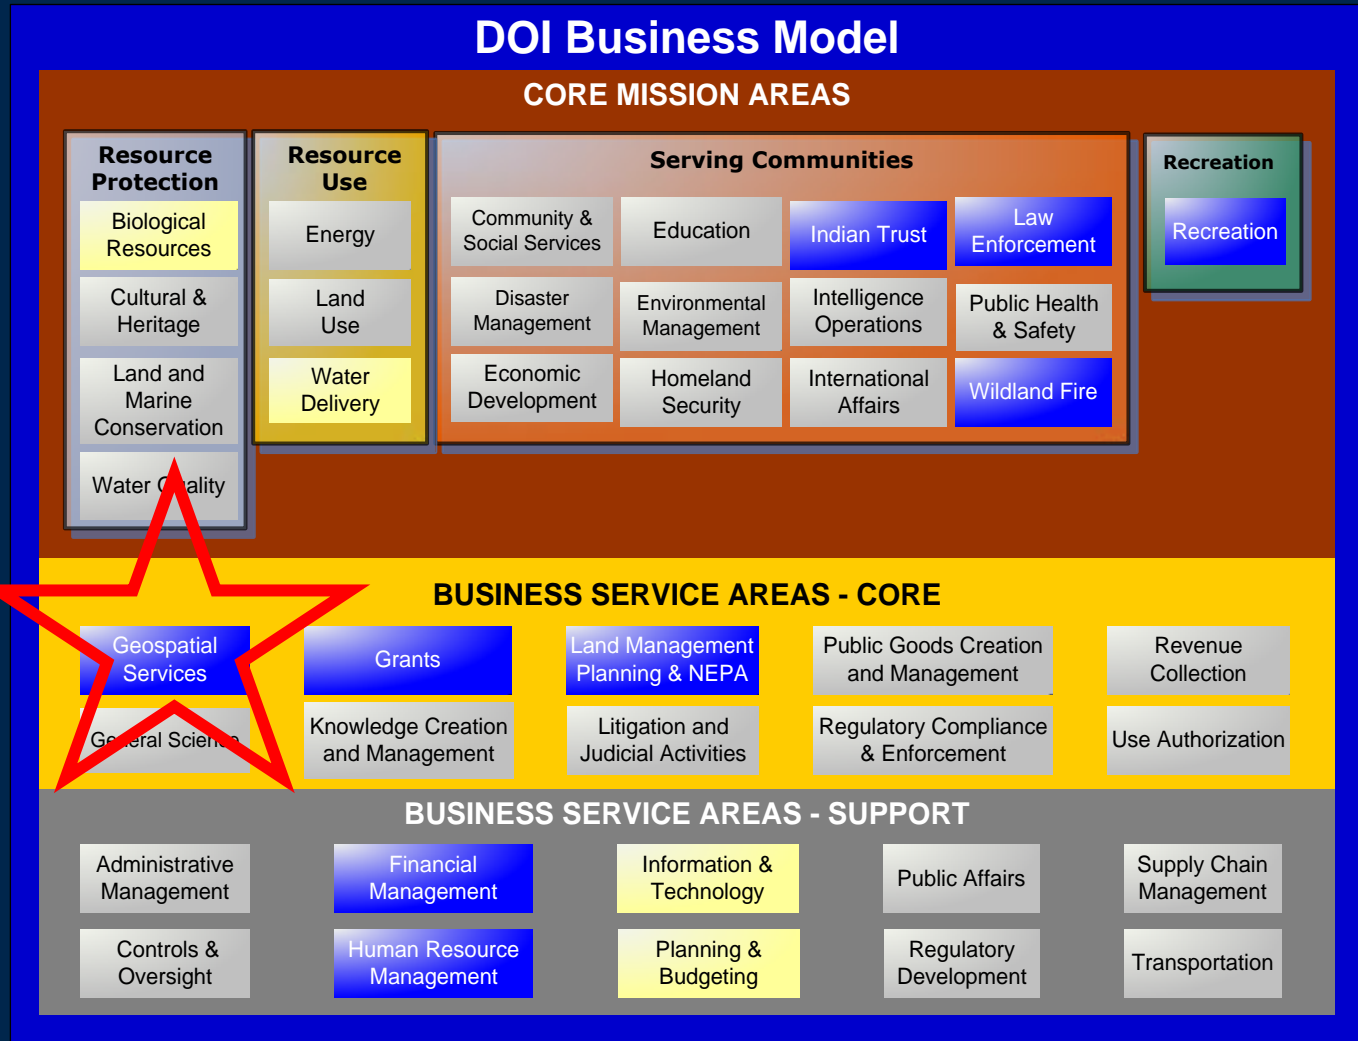 DOI Business Model
CORE MISSION AREAS
Resource
Protection
Biological
Resources
Cultural &
Heritage
Land and
Marine
Conservation
Water Quality
Resource
Use
Energy
Land
Use
Water
Delivery
Serving Communities
Community &
Social Services
Education
Indian Trust
Law
Enforcement
Disaster
Management
Environmental
Management
Intelligence
Operations
Public Health
& Safety
Economic
Development
Homeland
Security
International
Affairs
Wildland Fire
Recreation
Recreation
BUSINESS SERVICE AREAS - CORE
Geospatial
Services
Grants
Land Management
Planning & NEPA
Public Goods Creation
and Management
Revenue
Collection
General Science
Knowledge Creation
and Management
Litigation and
Judicial Activities
Regulatory Compliance
& Enforcement
Use Authorization
BUSINESS SERVICE AREAS - SUPPORT
Administrative
Management
Financial
Management
Information &
Technology
Public Affairs
Supply Chain
Management
Controls &
Oversight
Human Resource
Management
Planning &
Budgeting
Regulatory
Development
Transportation